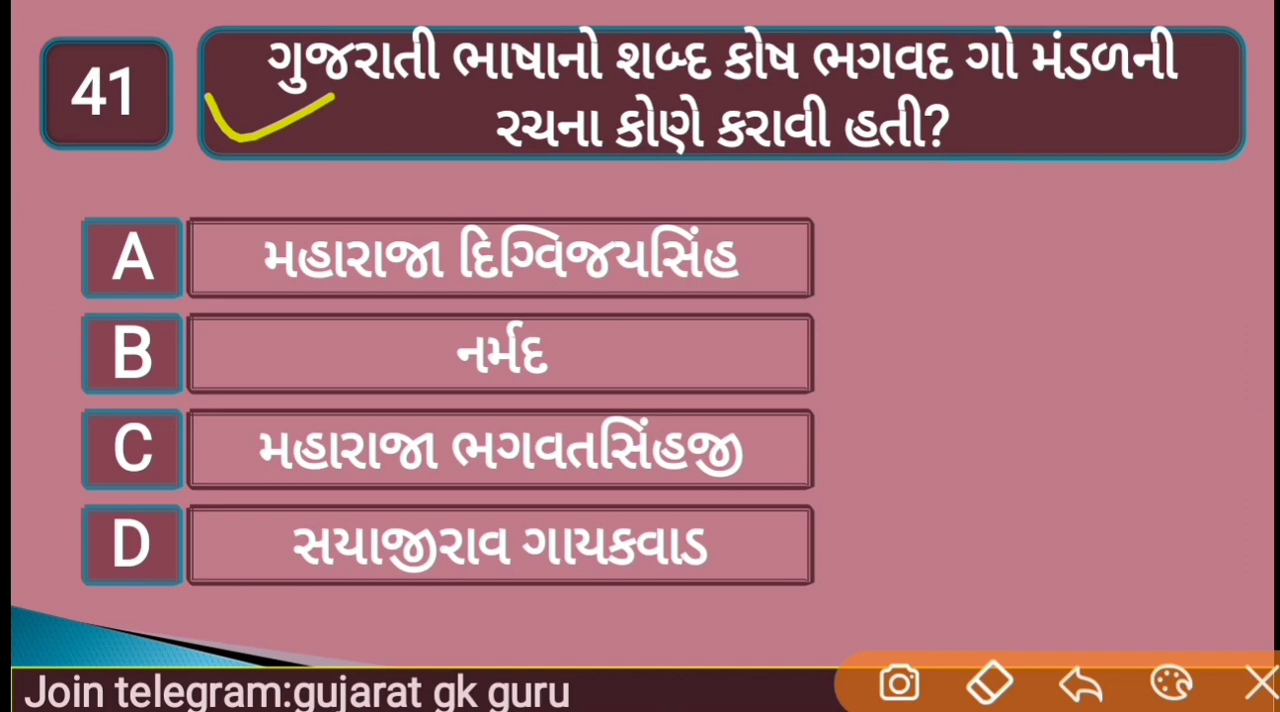 41
ગુજરાતી ભાષાનો શબ્દ કોષ ભગવદ ગો મંડળની
રચના કોણે કરાવી હતી?
A મહારાજા દિગ્વિજયસિંહ
B નર્મદ
C મહારાજા ભગવતસિંહજી
D સયાજીરાવ ગાયકવાડ
Join telegram:gujarat gk guru